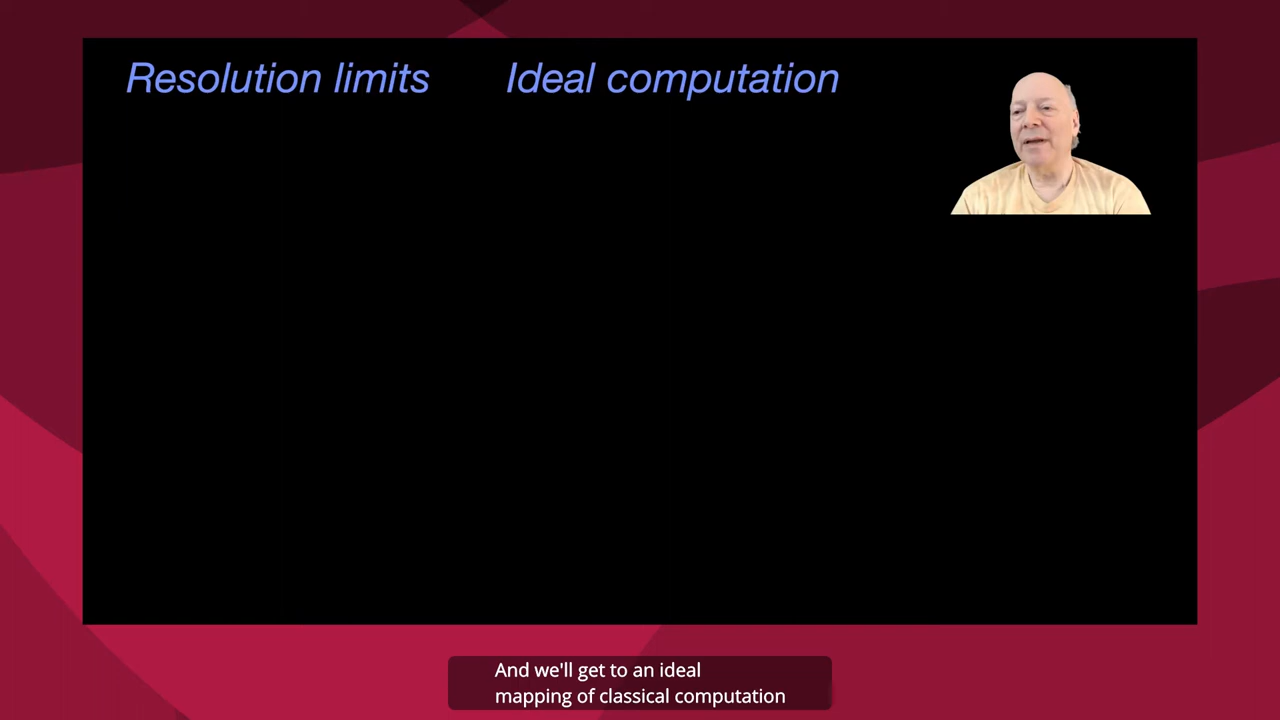 Resolution limits Ideal computation
And we'll get to an ideal
mapping of classical computation